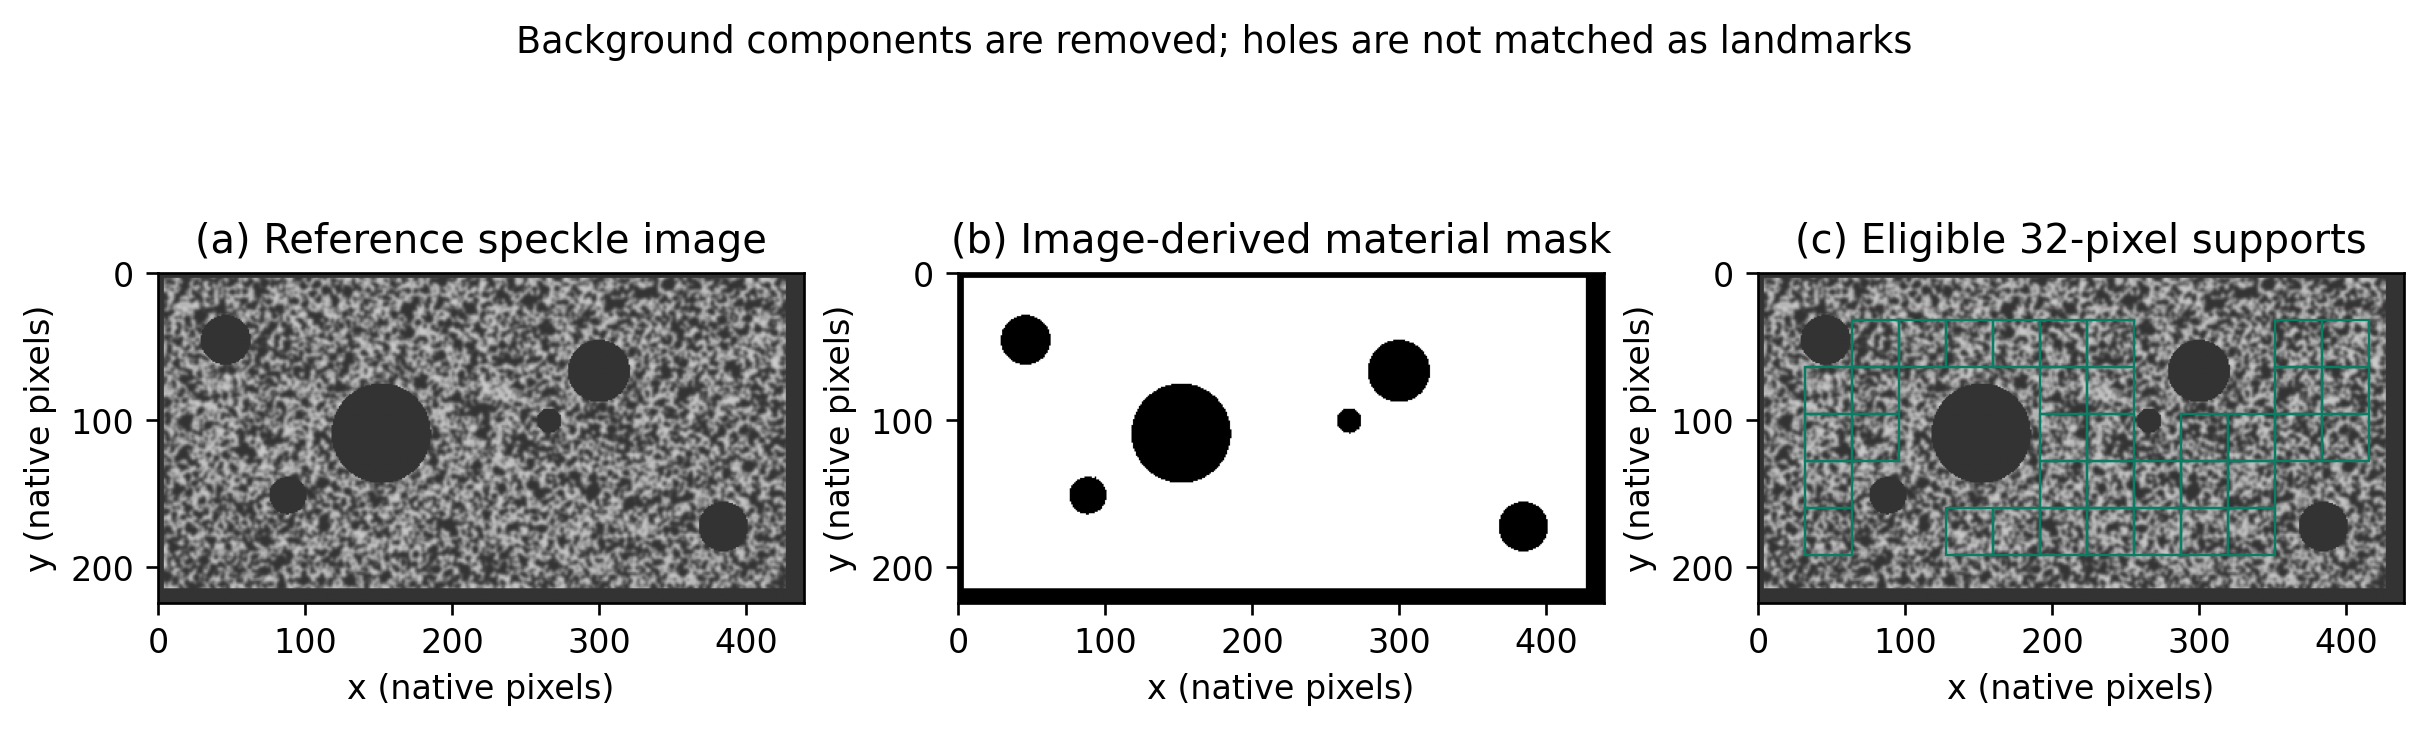 Background components are removed; holes are not matched as landmarks
(a) Reference speckle image
(b) Image-derived material mask
(c) Eligible 32-pixel supports
0
100
200
y (native pixels)
0 100 200 300 400
x (native pixels)
0
100
200
y (native pixels)
0 100 200 300 400
x (native pixels)
0
100
200
y (native pixels)
0 100 200 300 400
x (native pixels)